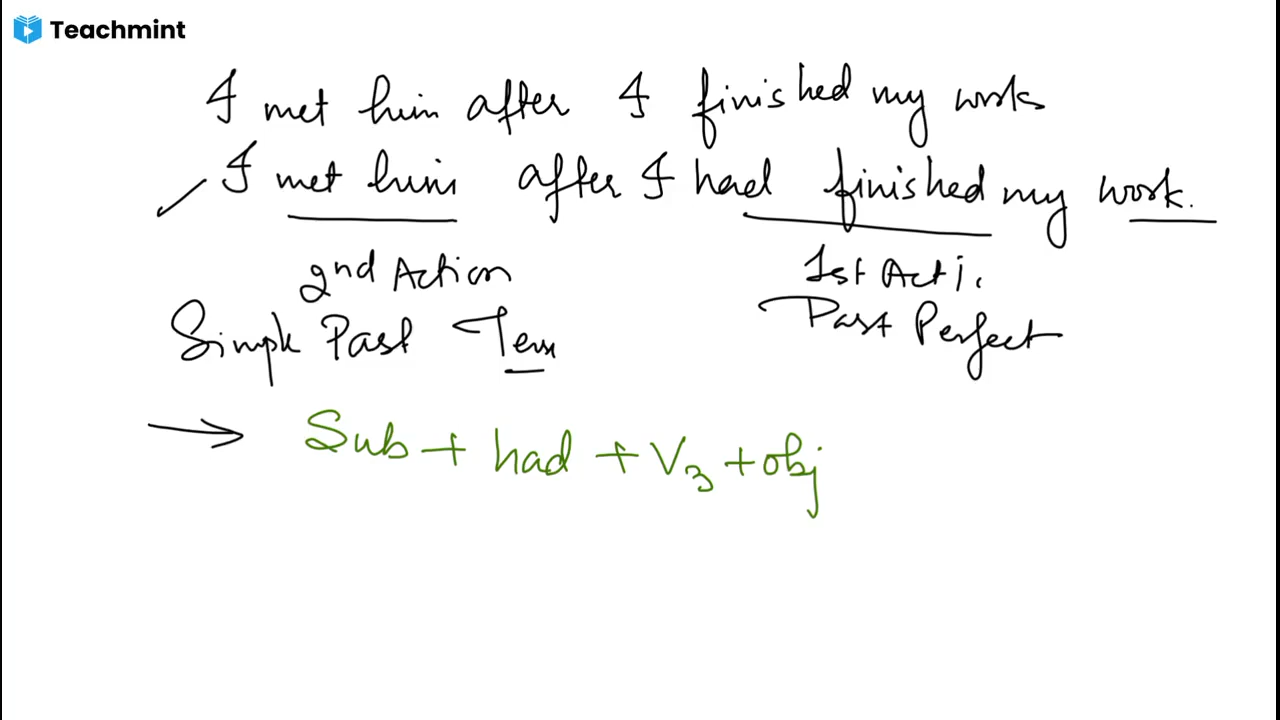 Teachmint
I met him after I finished my work
I met him after I had finished my work.
2nd Action 1st Acti.
Simple Past Tens Past Perfect
Sub + had + V3 + obj